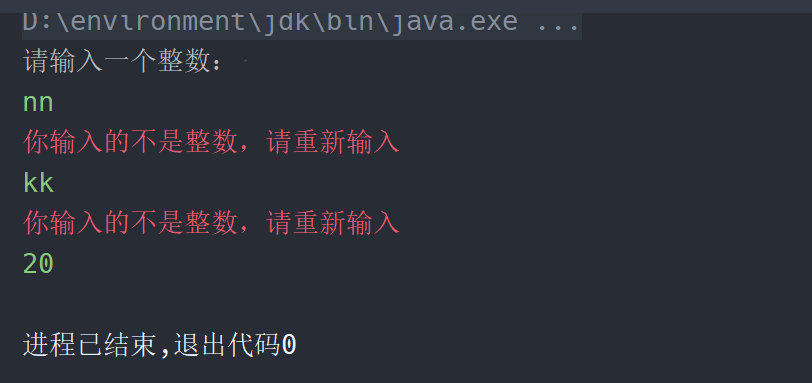 D:\environment\jdk\bin\java.exe ...
请输入一个整数：
nn
你输入的不是整数，请重新输入
kk
你输入的不是整数，请重新输入
20
进程已结束,退出代码0